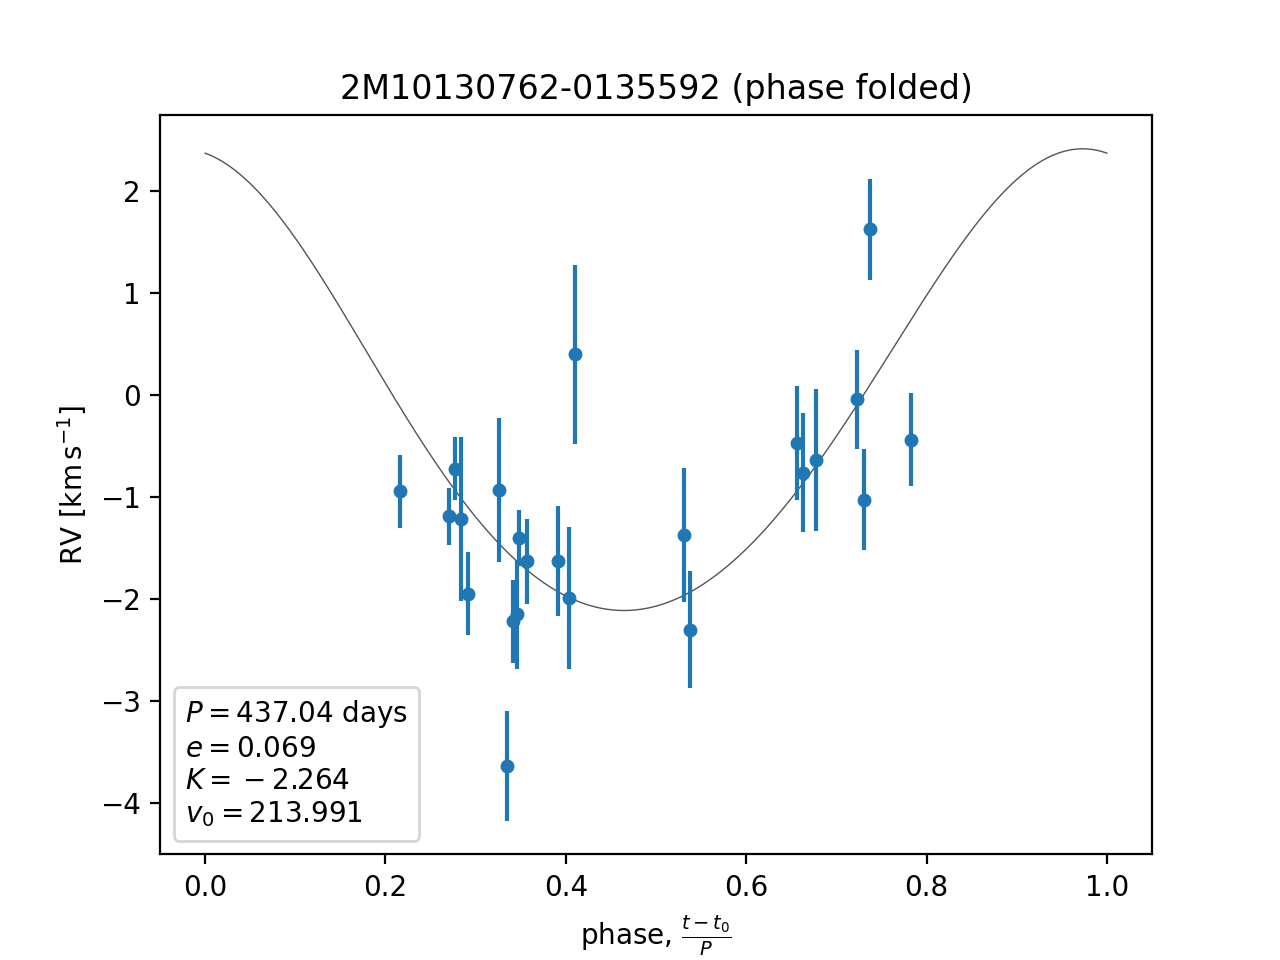 2M10130762-0135592 (phase folded)
RV [km s⁻¹]
2
1
0
−1
−2
−3
−4
P = 437.04 days
e = 0.069
K = −2.264
v₀ = 213.991
0.0 0.2 0.4 0.6 0.8 1.0
phase, (t − t₀)/P